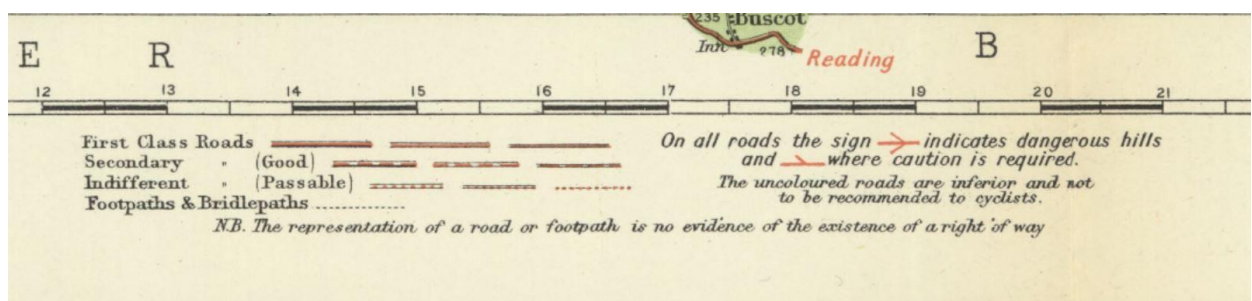 235 Buscot
Inn 278 Reading
E R B
12 13 14 15 16 17 18 19 20 21
First Class Roads
Secondary " (Good)
Indifferent " (Passable)
Footpaths & Bridlepaths
On all roads the sign indicates dangerous hills
and where caution is required.
The uncoloured roads are inferior and not
to be recommended to cyclists.
N.B. The representation of a road or footpath is no evidence of the existence of a right of way